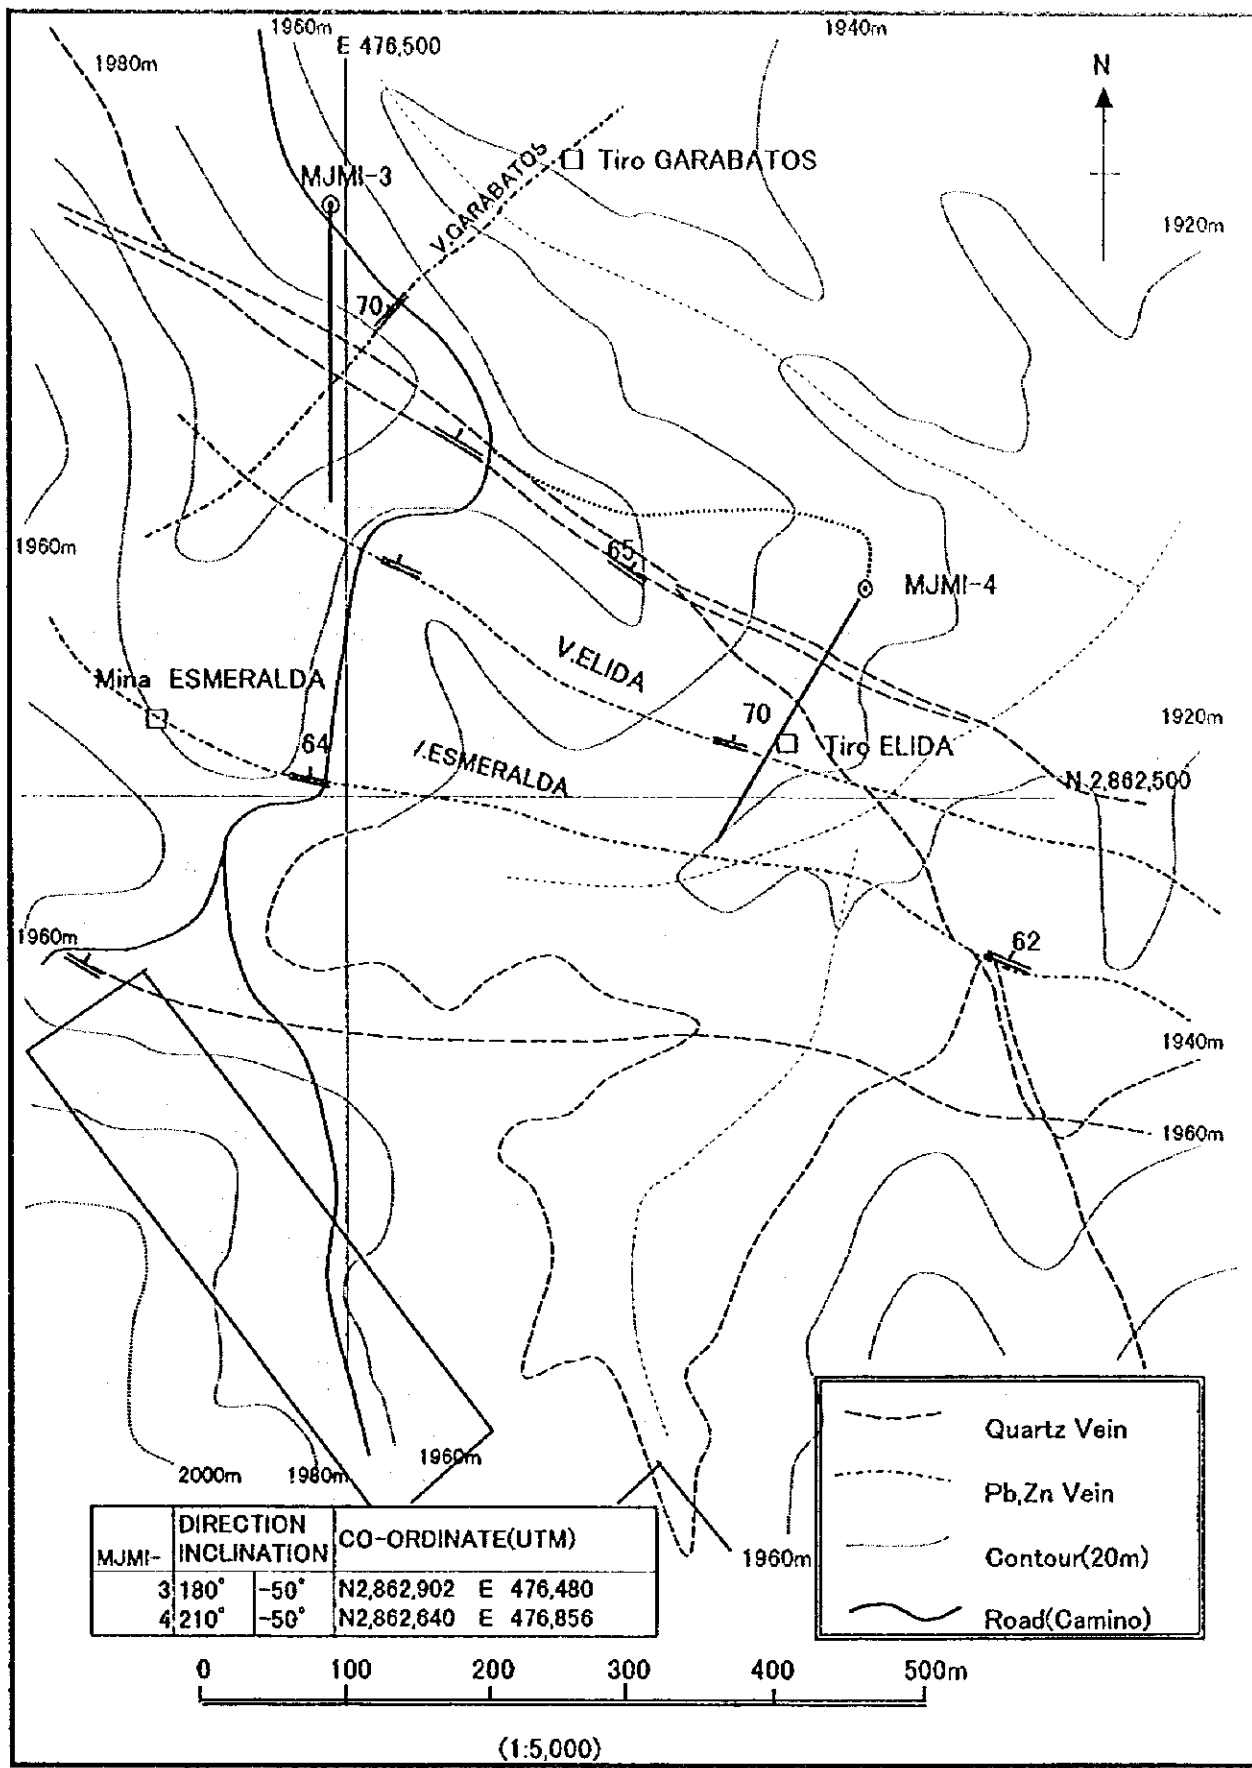 1960m
1940m
E 476,500
1980m
N
Tiro GARABATOS
V.GARABATOS
MJMI-3
1920m
70
1960m
65
MJMI-4
V.ELIDA
Mina ESMERALDA
70
1920m
64
Tiro ELIDA
/.ESMERALDA
N 2,862,500
1960m
62
1940m
1960m
Quartz Vein
1960m
2000m 1980m
Pb,Zn Vein
1960m
Contour(20m)
Road(Camino)
MJMI- DIRECTION INCLINATION CO-ORDINATE(UTM)
3 180° -50° N2,862,902 E 476,480
4 210° -50° N2,862,640 E 476,856
0 100 200 300 400 500m
(1:5,000)